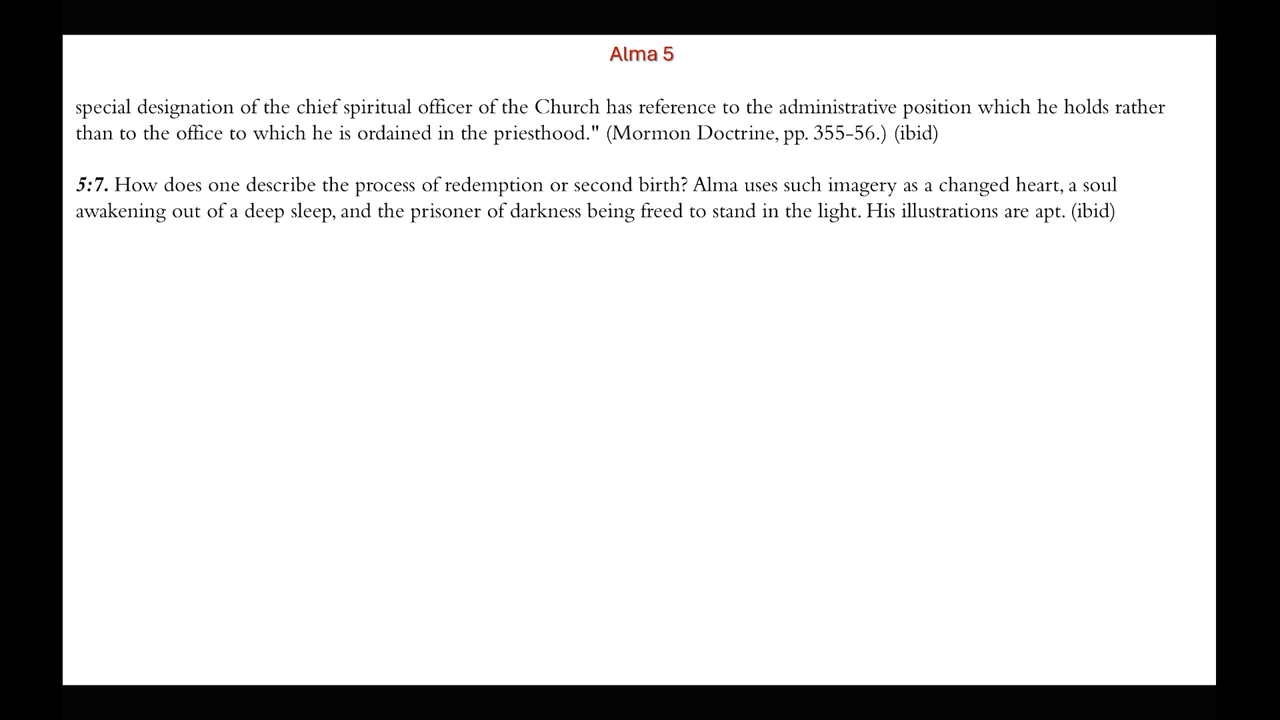 Alma 5
special designation of the chief spiritual officer of the Church has reference to the administrative position which he holds rather
than to the office to which he is ordained in the priesthood." (Mormon Doctrine, pp. 355-56.) (ibid)
5:7. How does one describe the process of redemption or second birth? Alma uses such imagery as a changed heart, a soul
awakening out of a deep sleep, and the prisoner of darkness being freed to stand in the light. His illustrations are apt. (ibid)